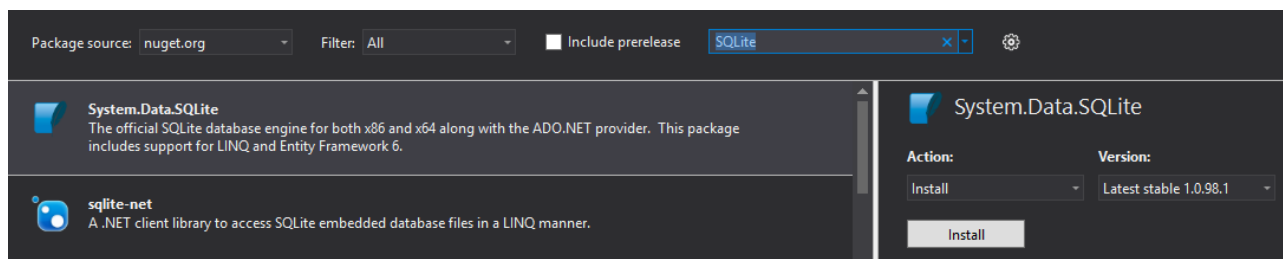 Package source: nuget.org Filter: All Include prerelease SQLite
System.Data.SQLite
The official SQLite database engine for both x86 and x64 along with the ADO.NET provider. This package
includes support for LINQ and Entity Framework 6.
sqlite-net
A .NET client library to access SQLite embedded database files in a LINQ manner.
System.Data.SQLite
Action: Version:
Install Latest stable 1.0.98.1
Install